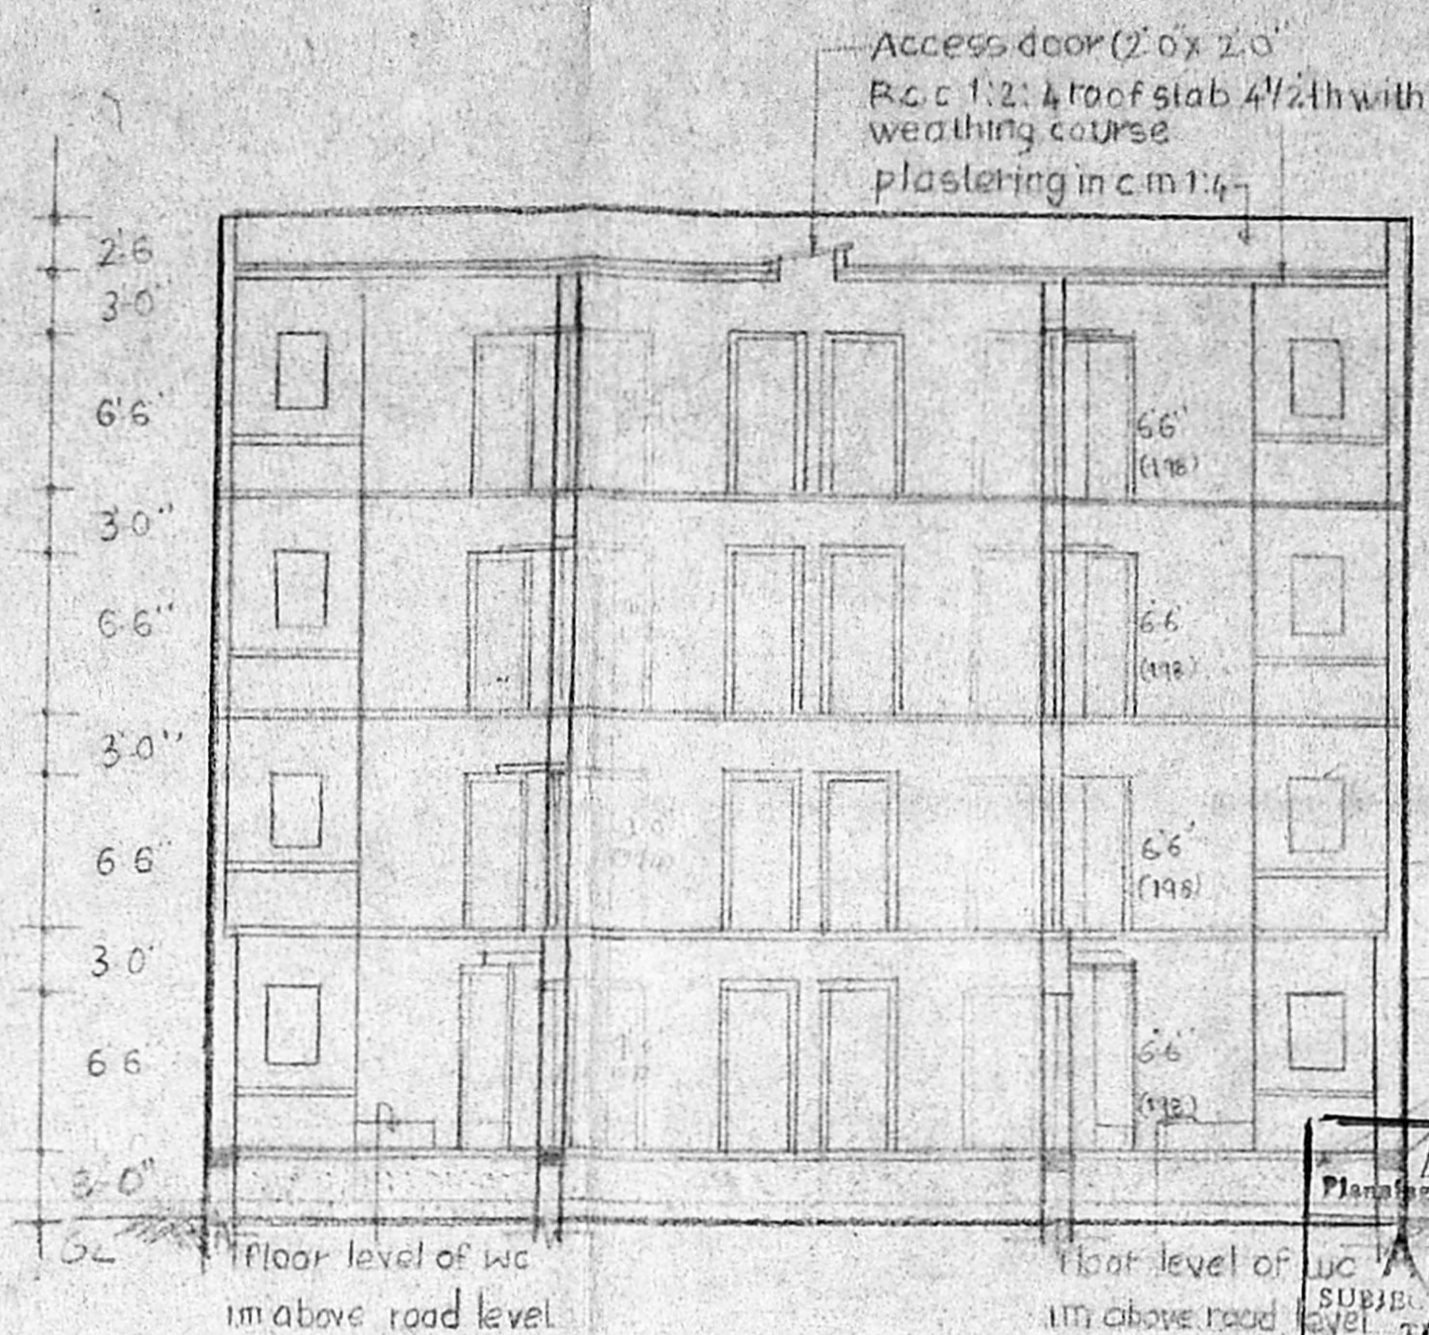 Access door (2'0"x 2'0"
R.c.c 1:2:4 roof slab 4½"th with
weathing course
plastering in c.m 1:4
2'6
3'-0"
6'6"
6'6"
(198)
3'0"
6'6"
6'6"
(198)
3'0"
6'6"
6'6"
(198)
3'0"
6'6
6'6"
(198)
3'-0"
GL
floor level of wc
1m above road level
floor level of wc
1m above road level